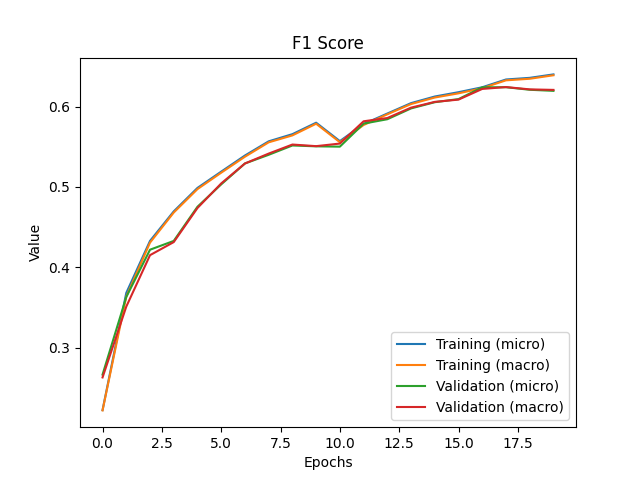 F1 Score
Value
0.6
0.5
0.4
0.3
0.0
2.5
5.0
7.5
10.0
12.5
15.0
17.5
Epochs
Training (micro)
Training (macro)
Validation (micro)
Validation (macro)